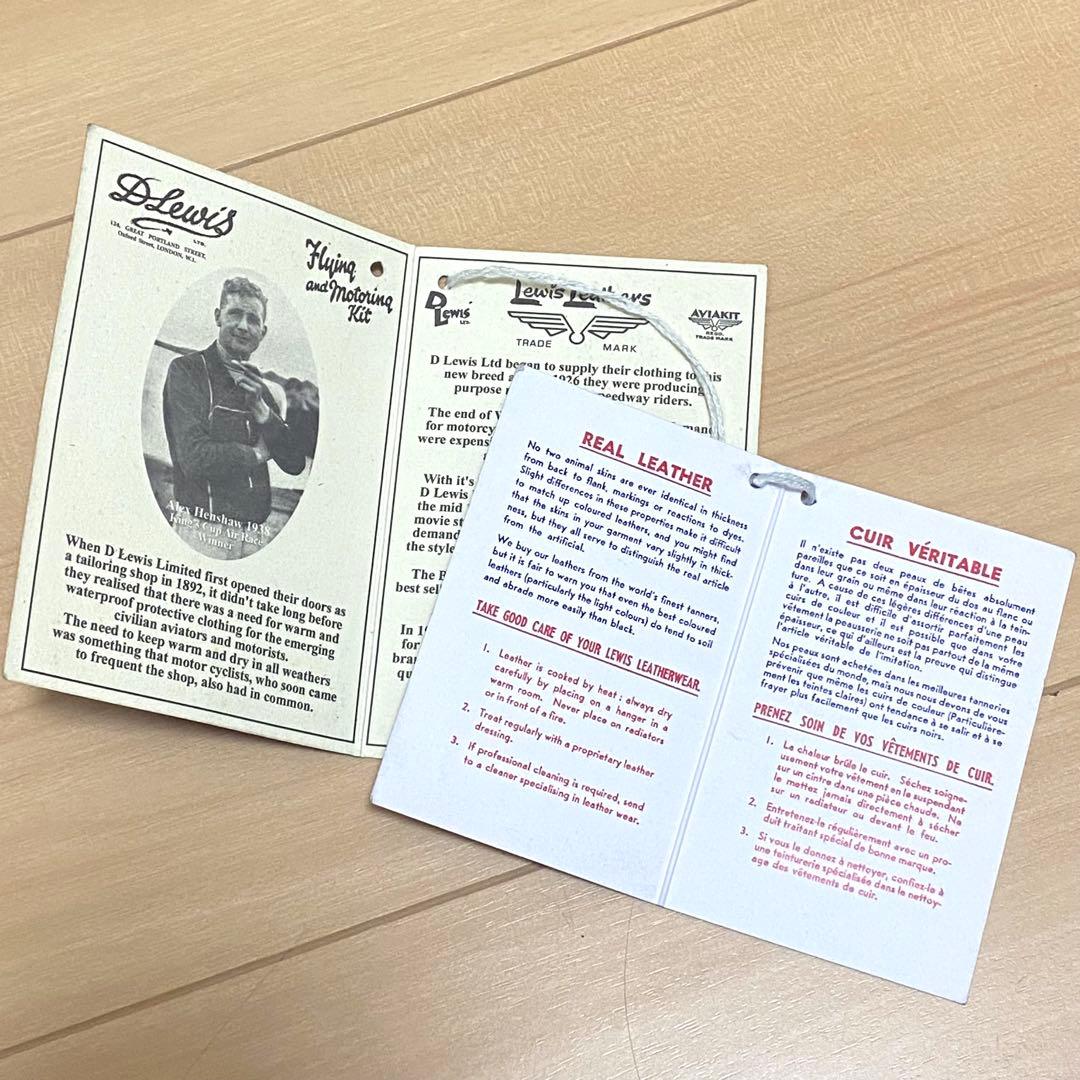 D Lewis
LTD.
124, GREAT PORTLAND STREET,
Oxford Street, LONDON, W.1.
Flying
and Motoring
Kit
Alex Henshaw 1938
King's Cup Air Race
Winner
When D Lewis Limited first opened their doors as
a tailoring shop in 1892, it didn't take long before
they realised that there was a need for warm and
waterproof protective clothing for the emerging
civilian aviators and motorists.
The need to keep warm and dry in all weathers
was something that motor cyclists, who soon came
to frequent the shop, also had in common.
D Lewis
LTD.
Lewis Leathers
TRADE MARK
AVIAKIT
REGD.
TRADE MARK
D Lewis Ltd began to supply their clothing to this
new breed 1926 they were producing
purpose speedway riders.
The end of
for motorcy
were expens
With it's
D Lewis
the mid
movie st
demand
the style
The
best sel
In 1
for
bran
qu
REAL LEATHER
No two animal skins are ever identical in thickness
from back to flank, markings or reactions to dyes.
Slight differences in these properties make it difficult
to match up coloured leathers, and you might find
that the skins in your garment vary slightly in thick-
ness, but they all serve to distinguish the real article
from the artificial.
We buy our leathers from the world's finest tanners,
but it is fair to warn you that even the best coloured
leathers (particularly the light colours) do tend to soil
and abrade more easily than black.
TAKE GOOD CARE OF YOUR LEWIS LEATHERWEAR.
1. Leather is cooked by heat ; always dry
carefully by placing on a hanger in a
warm room. Never place on radiators
or in front of a fire.
2. Treat regularly with a proprietary leather
dressing.
3. If professional cleaning is required, send
to a cleaner specialising in leather wear.
CUIR VÉRITABLE
Il n'existe pas deux peaux de bêtes absolument
pareilles que ce soit en épaisseur du dos au flanc ou
dans leur grain ou même dans leur réaction à la tein-
ture. A cause de ces légères différences d'une peau
à l'autre, il est difficile d'assortir parfaitement les
cuirs de couleur et il est possible que dans votre
vêtement la peausserie ne soit pas partout de la même
épaisseur, ce qui d'ailleurs est la preuve qui distingue
l'article véritable de l'imitation.
Nos peaux sont achetées dans les meilleures tanneries
spécialisées du monde, mais nous nous devons de vous
prévenir que même les cuirs de couleur (Particulière-
ment les teintes claires) ont tendance à se salir et à se
frayer plus facilement que les cuirs noirs.
PRENEZ SOIN DE VOS VÊTEMENTS DE CUIR.
1. La chaleur brûle le cuir. Séchez soigne-
usement votre vêtement en le suspendant
sur un cintre dans une pièce chaude. Ne
le mettez jamais directement à sécher
sur un radiateur ou devant le feu.
2. Entretenez-le régulièrement avec un pro-
duit traitant spécial de bonne marque.
3. Si vous le donnez à nettoyer, confiez-le à
une teinturerie spécialisée dans le nettoy-
age des vêtements de cuir.